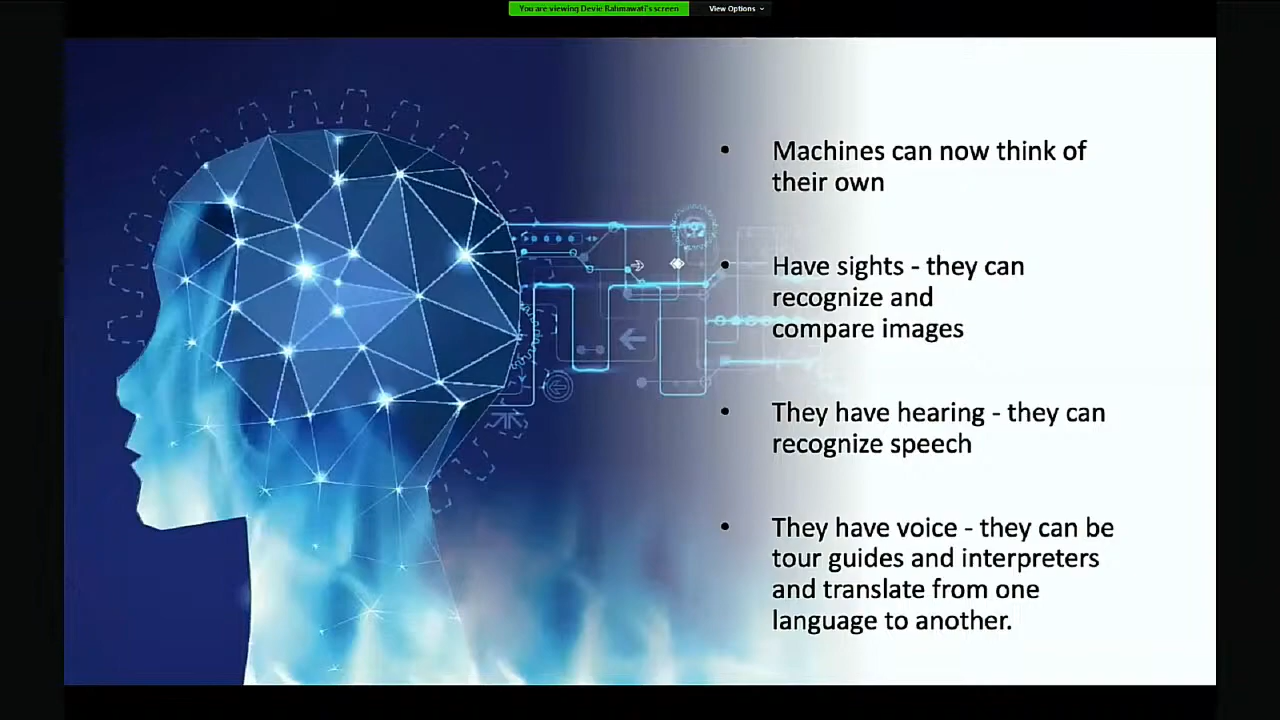 You are viewing Devie Rahmawati's screen
View Options
• Machines can now think of
their own
• Have sights - they can
recognize and
compare images
• They have hearing - they can
recognize speech
• They have voice - they can be
tour guides and interpreters
and translate from one
language to another.